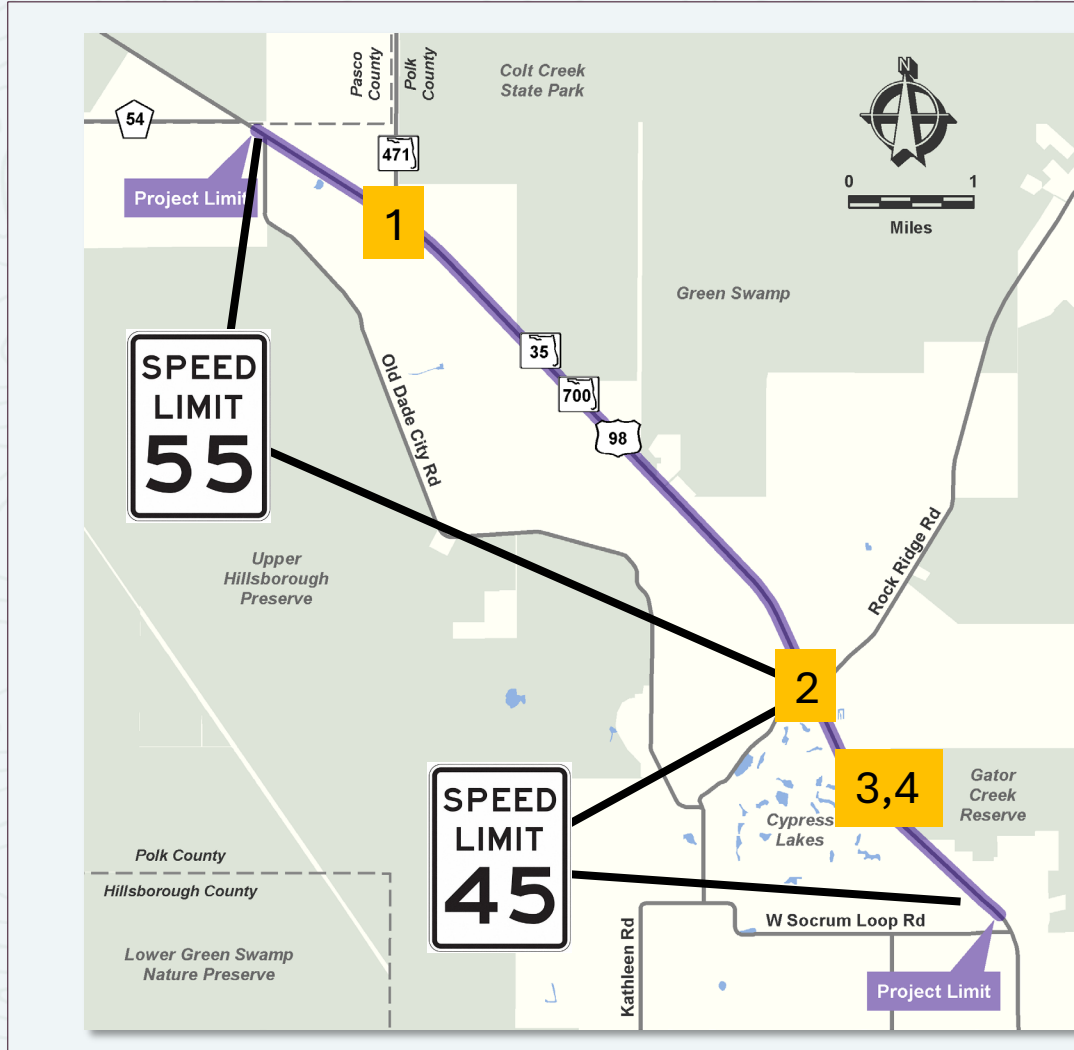 Pasco
County
Polk
County
Colt Creek
State Park
N
54
471
0 1
Miles
Project Limit
1
Green Swamp
35
700
98
SPEED
LIMIT
55
Old Dade City Rd
Upper
Hillsborough
Preserve
Rock Ridge Rd
2
SPEED
LIMIT
45
3,4
Gator
Creek
Reserve
Cypress
Lakes
Polk County
Hillsborough County
W Socrum Loop Rd
Kathleen Rd
Lower Green Swamp
Nature Preserve
Project Limit